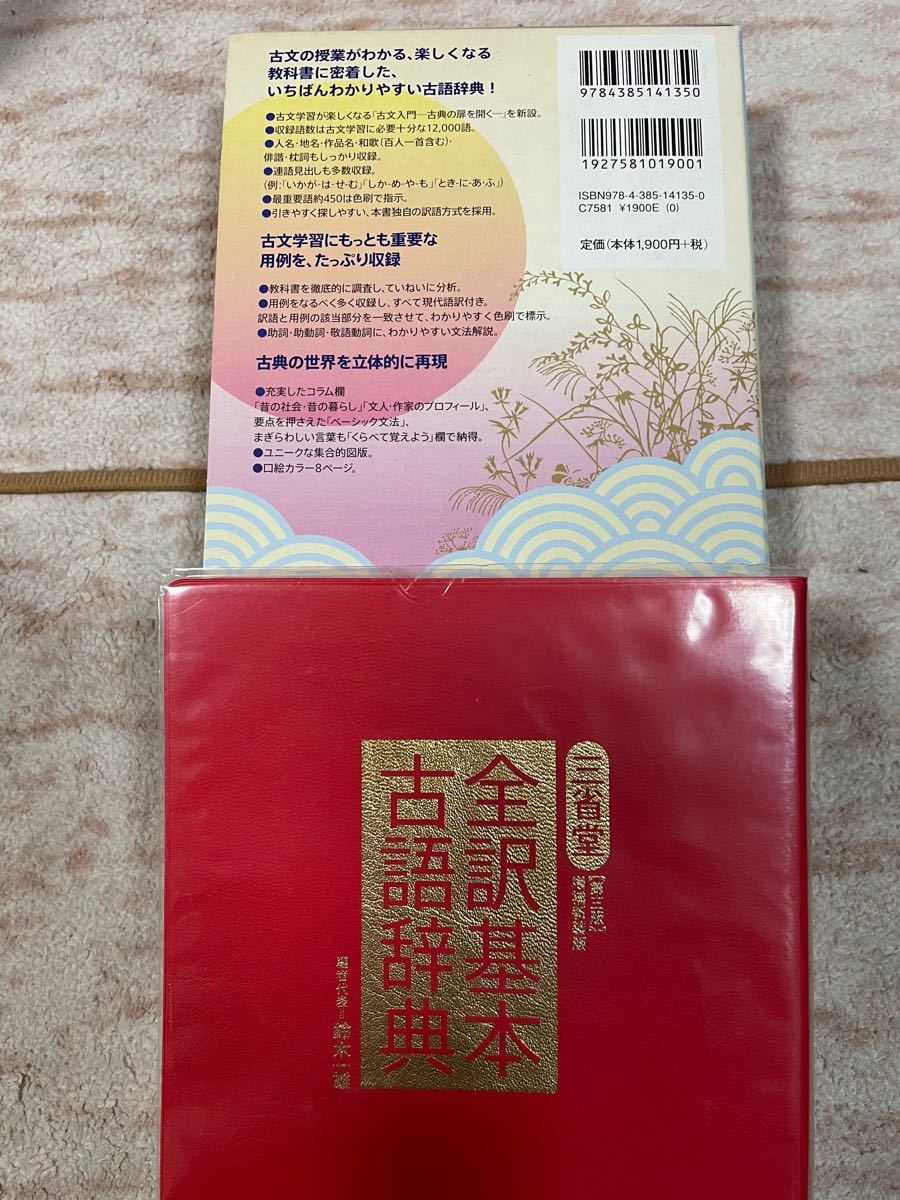 古文の授業がわかる、楽しくなる
教科書に密着した、
いちばんわかりやすい古語辞典！
●古文学習が楽しくなる「古文入門─古典の扉を開く─」を新設。
●収録語数は古文学習に必要十分な12,000語。
●人名・地名・作品名・和歌(百人一首含む)・
俳諧・枕詞もしっかり収録。
●連語見出しも多数収録。
(例:「いかが-は-せ-む」「しか-め-や-も」「とき-に-あ-ふ」)
●最重要語約450は色刷で指示。
●引きやすく探しやすい、本書独自の訳語方式を採用。
古文学習にもっとも重要な
用例を、たっぷり収録
●教科書を徹底的に調査し、ていねいに分析。
●用例をなるべく多く収録し、すべて現代語訳付き。
訳語と用例の該当部分を一致させて、わかりやすく色刷で標示。
●助詞・助動詞・敬語動詞に、わかりやすい文法解説。
古典の世界を立体的に再現
●充実したコラム欄
「昔の社会・昔の暮らし」「文人・作家のプロフィール」、
要点を押さえた「ベーシック文法」、
まぎらわしい言葉も「くらべて覚えよう」欄で納得。
●ユニークな集合的図版。
●口絵カラー8ページ。
9784385141350
1927581019001
ISBN978-4-385-14135-0
C7581 ¥1900E (0)
定価(本体1,900円+税)
三省堂
[第三版]
増補新装版
全訳基本
古語辞典
編者代表─鈴木一雄